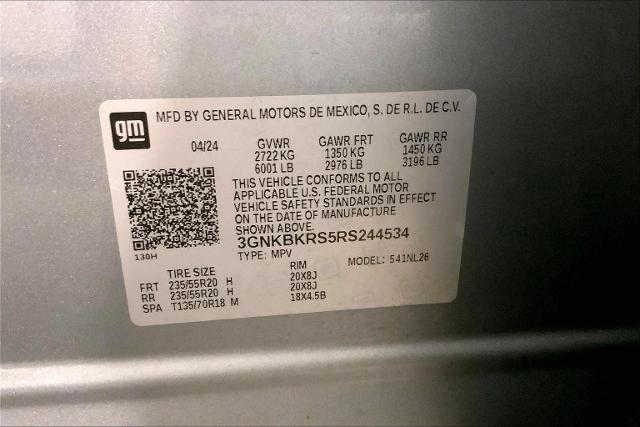 gm
MFD BY GENERAL MOTORS DE MEXICO, S. DE R.L. DE C.V.
04/24 GVWR GAWR FRT GAWR RR
2722 KG 1350 KG 1450 KG
6001 LB 2976 LB 3196 LB
THIS VEHICLE CONFORMS TO ALL
APPLICABLE U.S. FEDERAL MOTOR
VEHICLE SAFETY STANDARDS IN EFFECT
ON THE DATE OF MANUFACTURE
SHOWN ABOVE.
3GNKBKRS5RS244534
130H
TYPE: MPV MODEL: 541NL26
TIRE SIZE RIM
FRT 235/55R20 H 20X8J
RR 235/55R20 H 20X8J
SPA T135/70R18 M 18X4.5B